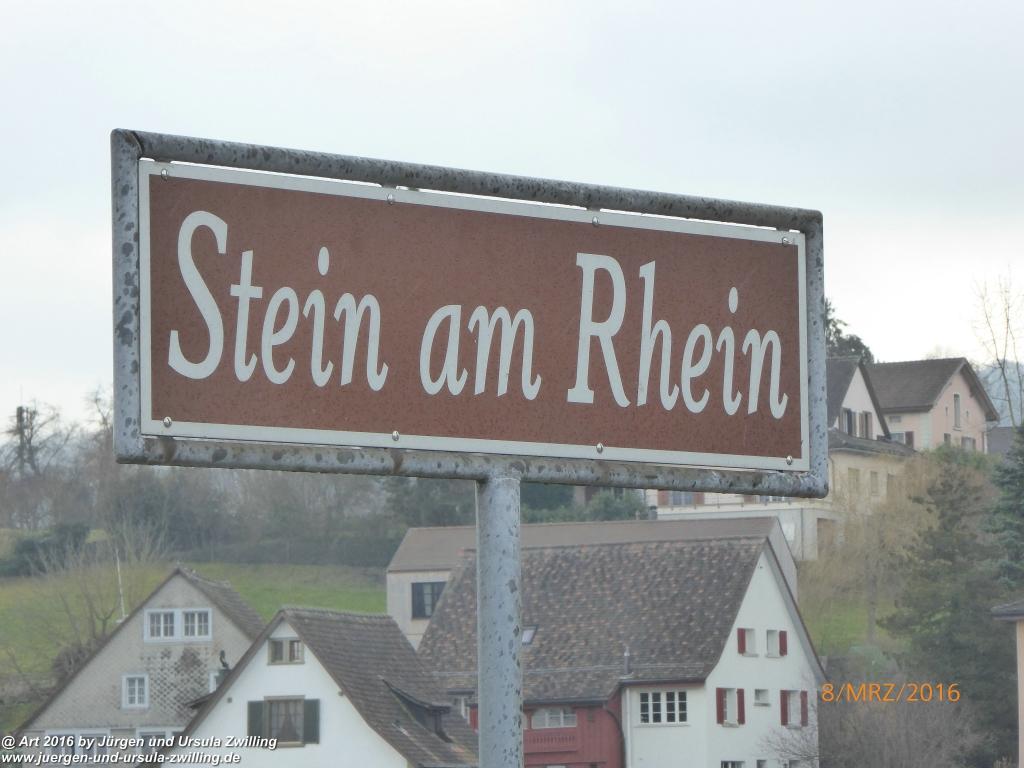 Stein am Rhein
8/MRZ/2016
@ Art 2016 by Jürgen und Ursula Zwilling
www.juergen-und-ursula-zwilling.de